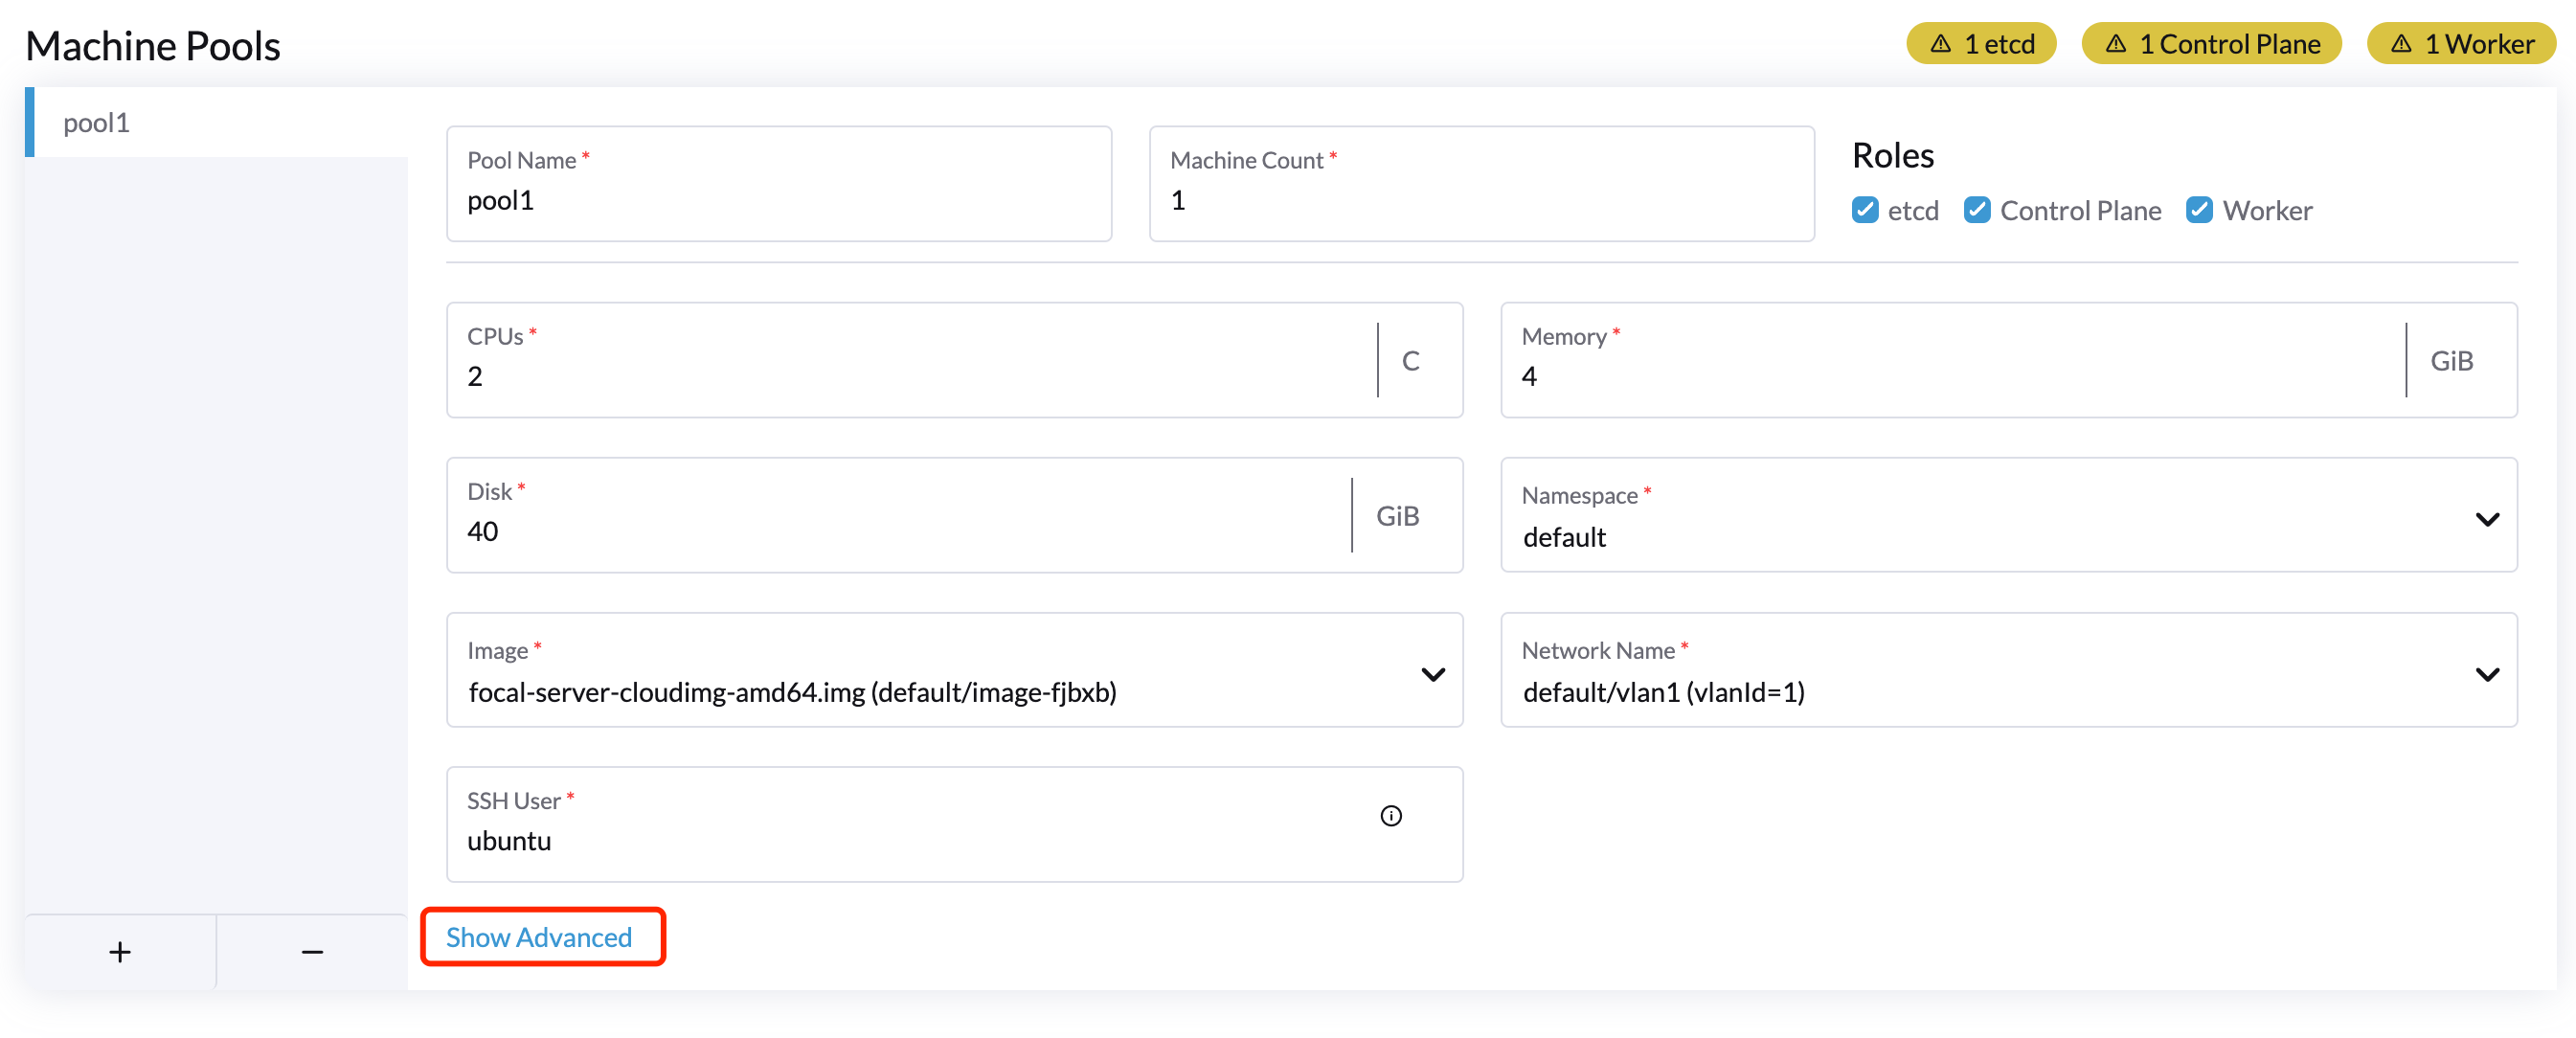 Machine Pools
1 etcd
1 Control Plane
1 Worker
pool1
Pool Name *
pool1
Machine Count *
1
Roles
etcd
Control Plane
Worker
CPUs *
2
C
Memory *
4
GiB
Disk *
40
GiB
Namespace *
default
Image *
focal-server-cloudimg-amd64.img (default/image-fjbxb)
Network Name *
default/vlan1 (vlanId=1)
SSH User *
ubuntu
Show Advanced